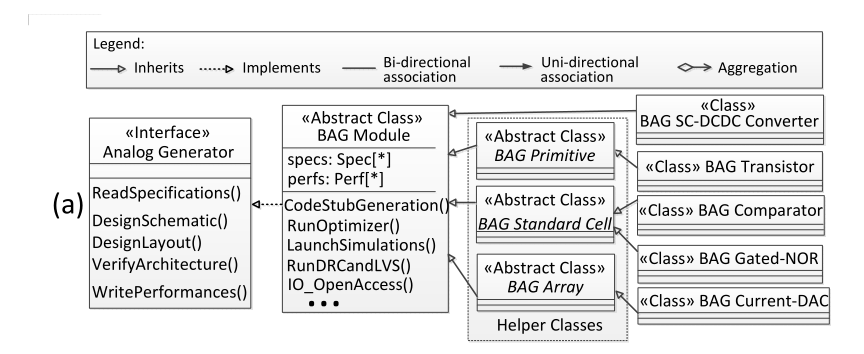 Legend:
Inherits
Implements
Bi-directional
association
Uni-directional
association
Aggregation
(a)
«Interface»
Analog Generator
ReadSpecifications()
DesignSchematic()
DesignLayout()
VerifyArchitecture()
WritePerformances()
«Abstract Class»
BAG Module
specs: Spec[*]
perfs: Perf[*]
CodeStubGeneration()
RunOptimizer()
LaunchSimulations()
RunDRCandLVS()
IO_OpenAccess()
• • •
«Abstract Class»
BAG Primitive
«Abstract Class»
BAG Standard Cell
«Abstract Class»
BAG Array
Helper Classes
«Class»
BAG SC-DCDC Converter
«Class» BAG Transistor
«Class» BAG Comparator
«Class» BAG Gated-NOR
«Class» BAG Current-DAC